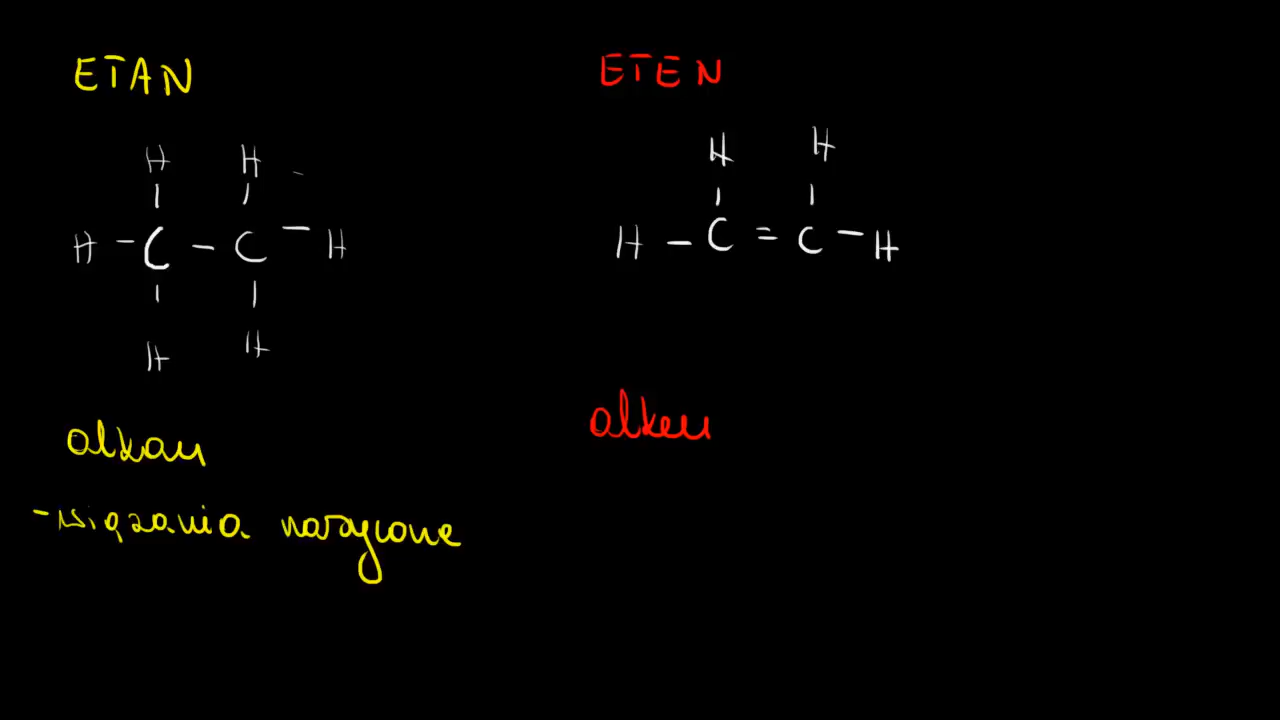 ETAN
H H
H - C - C - H
H H
alkan
- wiązania nasycone
ETEN
H H
H - C = C - H
alken